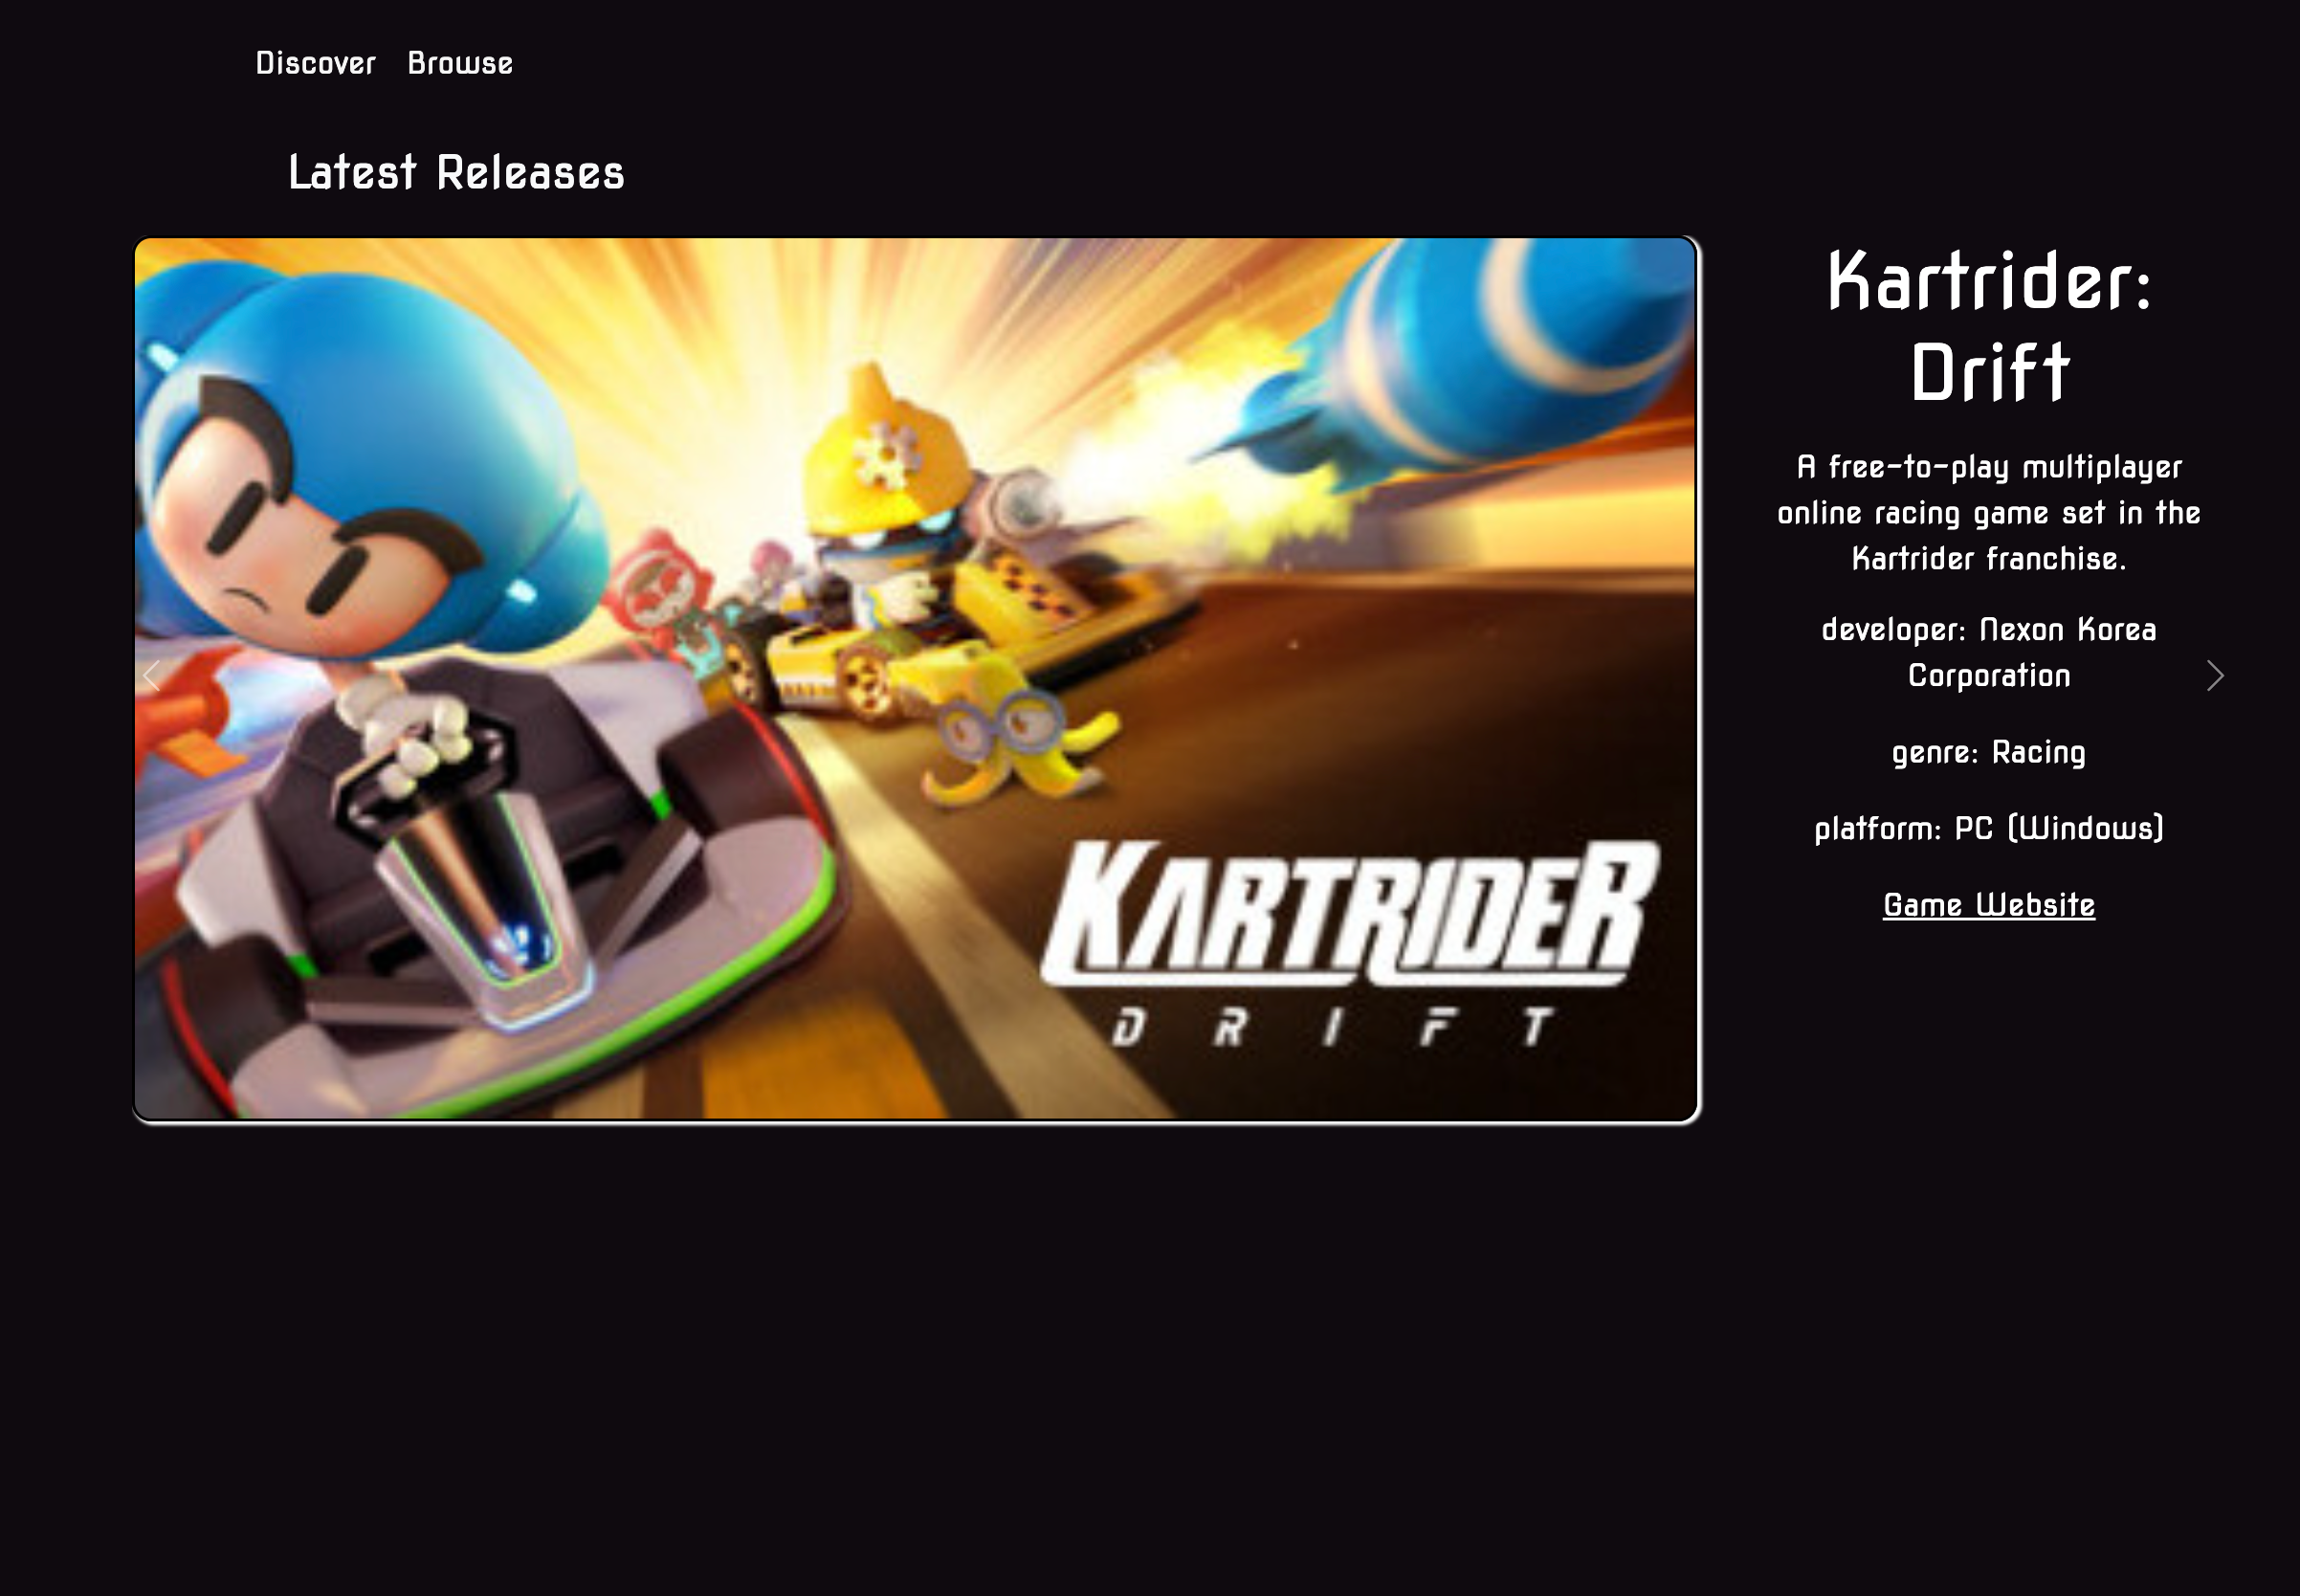 Discover Browse
Latest Releases
KARTRIDER
DRIFT
Kartrider:
Drift
A free-to-play multiplayer
online racing game set in the
Kartrider franchise.
developer: Nexon Korea
Corporation
genre: Racing
platform: PC (Windows)
Game Website